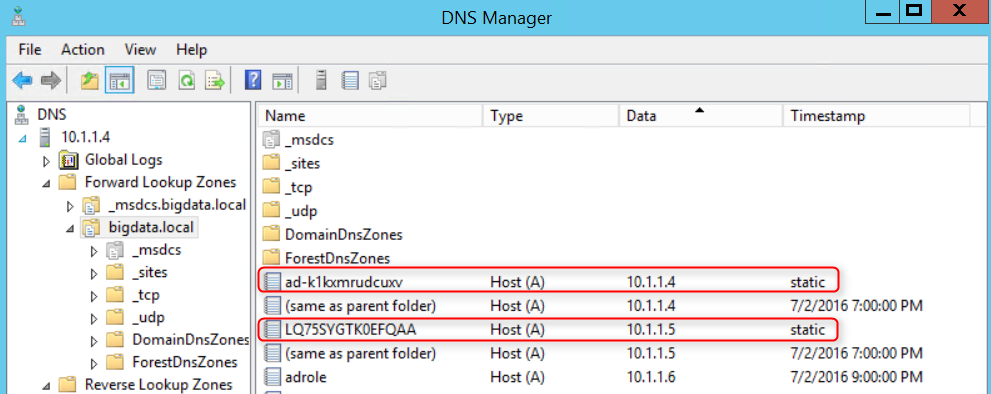 DNS Manager
File Action View Help
DNS
10.1.1.4
Global Logs
Forward Lookup Zones
_msdcs.bigdata.local
bigdata.local
_msdcs
_sites
_tcp
_udp
DomainDnsZones
ForestDnsZones
Reverse Lookup Zones
Name Type Data Timestamp
_msdcs
_sites
_tcp
_udp
DomainDnsZones
ForestDnsZones
ad-k1kxmrudcuxv Host (A) 10.1.1.4 static
(same as parent folder) Host (A) 10.1.1.4 7/2/2016 7:00:00 PM
LQ75SYGTK0EFQAA Host (A) 10.1.1.5 static
(same as parent folder) Host (A) 10.1.1.5 7/2/2016 7:00:00 PM
adrole Host (A) 10.1.1.6 7/2/2016 9:00:00 PM